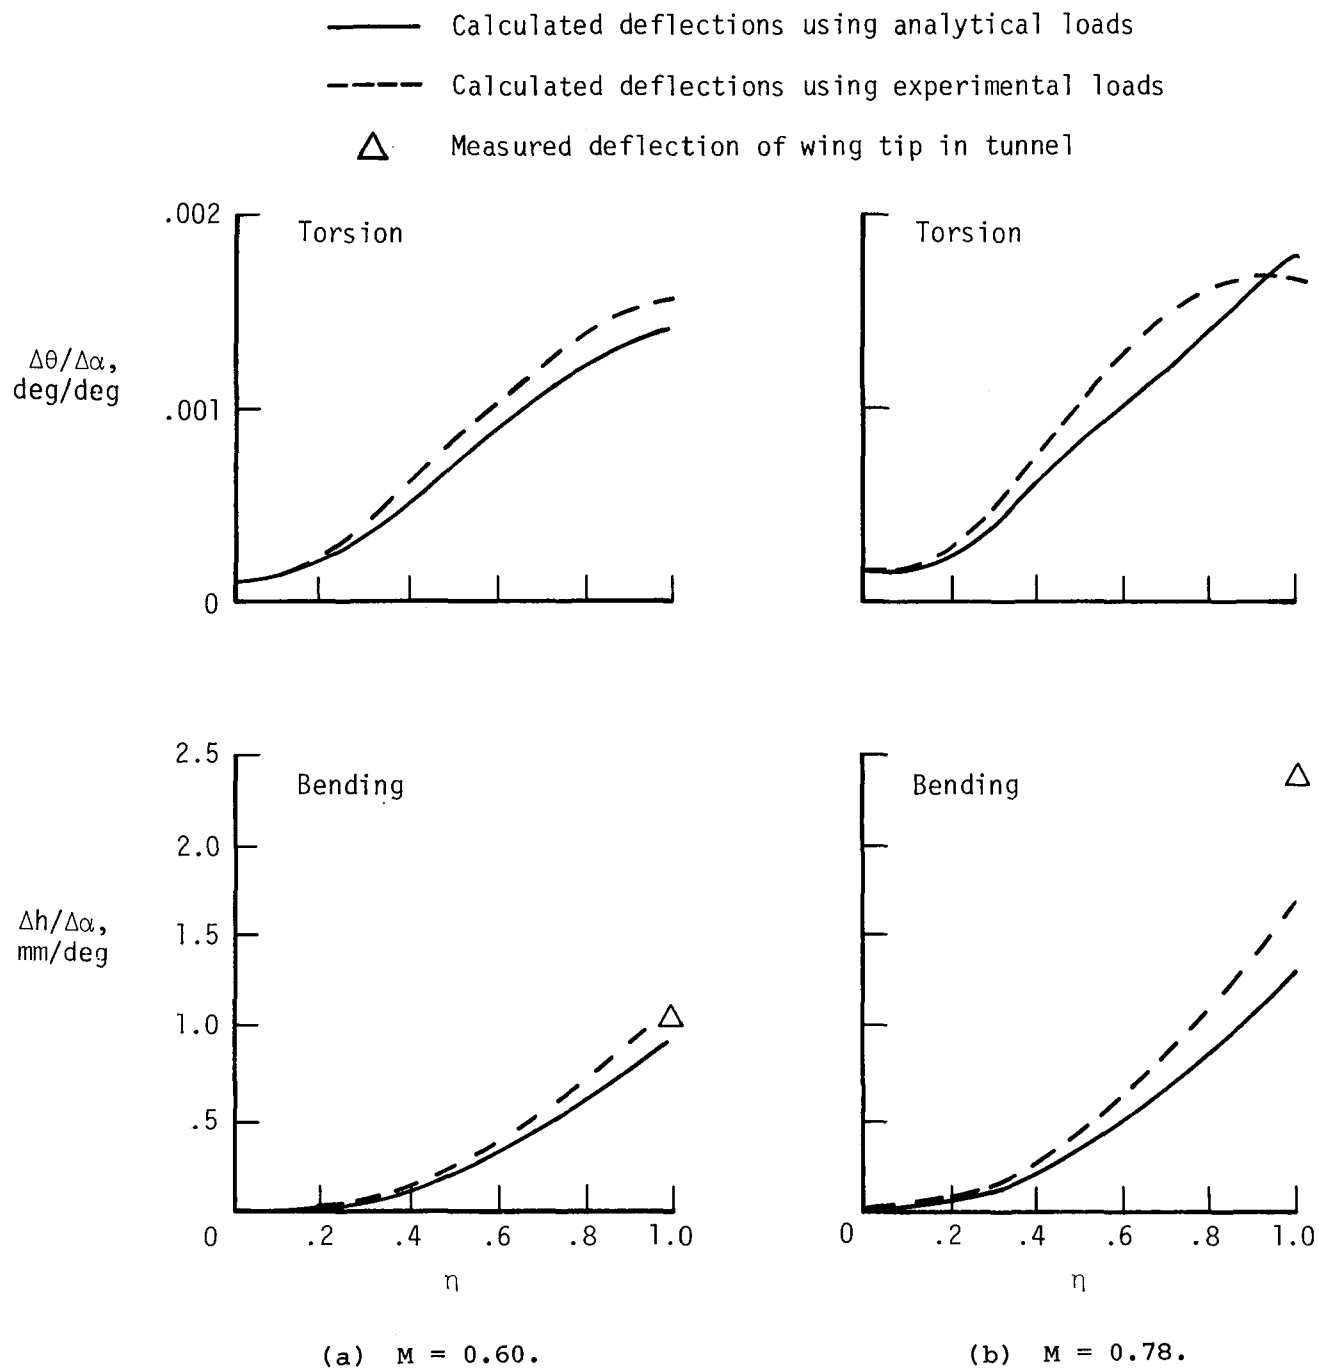 Calculated deflections using analytical loads
Calculated deflections using experimental loads
Measured deflection of wing tip in tunnel
.002
Torsion
Torsion
Δθ/Δα,
deg/deg
.001
0
2.5
Bending
Bending
2.0
Δh/Δα,
mm/deg
1.5
1.0
.5
0 .2 .4 .6 .8 1.0
0 .2 .4 .6 .8 1.0
η
η
(a) M = 0.60.
(b) M = 0.78.